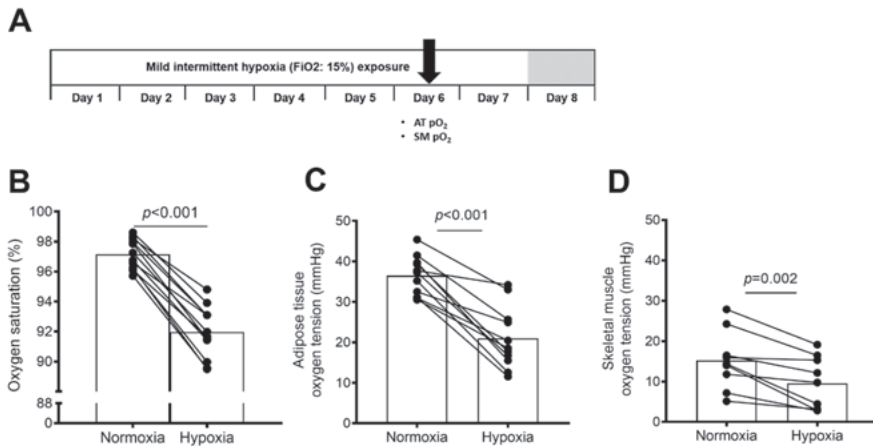 A
Mild intermittent hypoxia (FiO2: 15%) exposure
Day 1 Day 2 Day 3 Day 4 Day 5 Day 6 Day 7 Day 8
• AT pO₂
• SM pO₂
B
p<0.001
Oxygen saturation (%)
100
98
96
94
92
90
88
0
Normoxia Hypoxia
C
p<0.001
Adipose tissue
oxygen tension (mmHg)
50
40
30
20
10
0
Normoxia Hypoxia
D
p=0.002
Skeletal muscle
oxygen tension (mmHg)
50
40
30
20
10
0
Normoxia Hypoxia